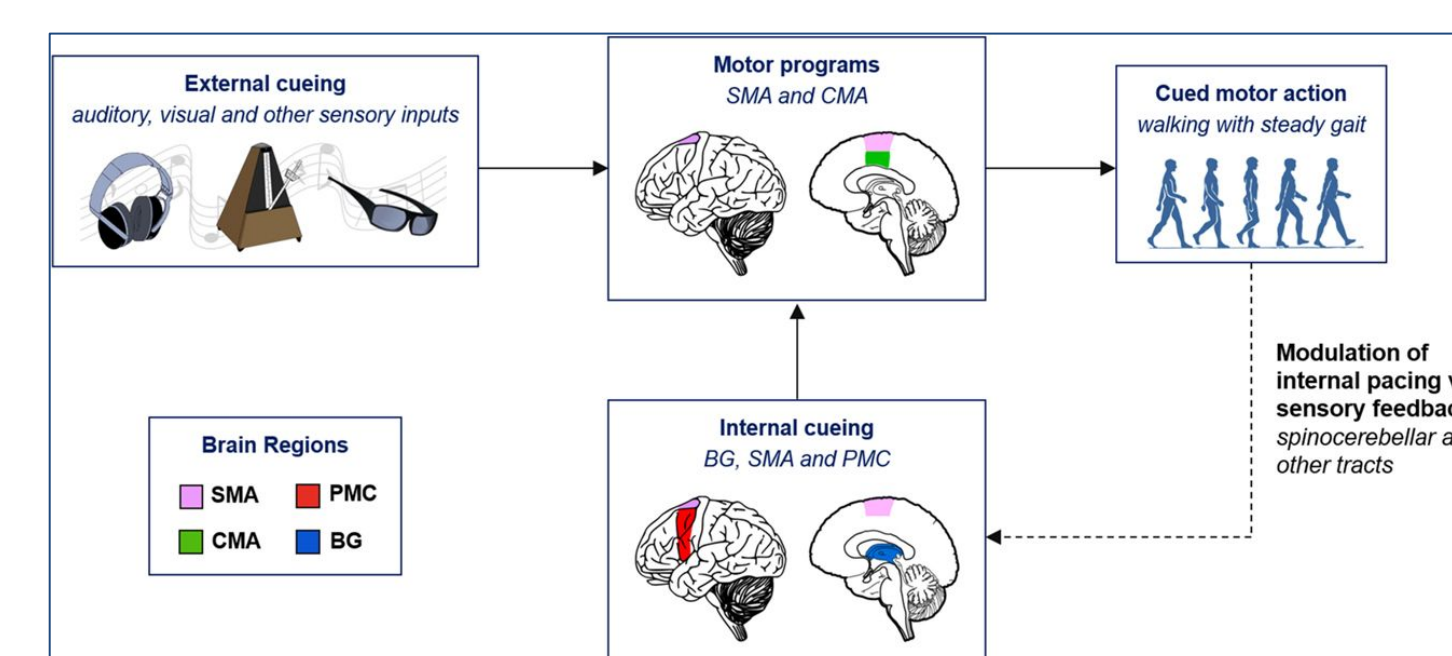 External cueing
auditory, visual and other sensory inputs
Motor programs
SMA and CMA
Cued motor action
walking with steady gait
Modulation of
internal pacing
sensory
spinocerebellar
other tracts
Internal cueing
BG, SMA and PMC
Brain Regions
SMA
PMC
CMA
BG